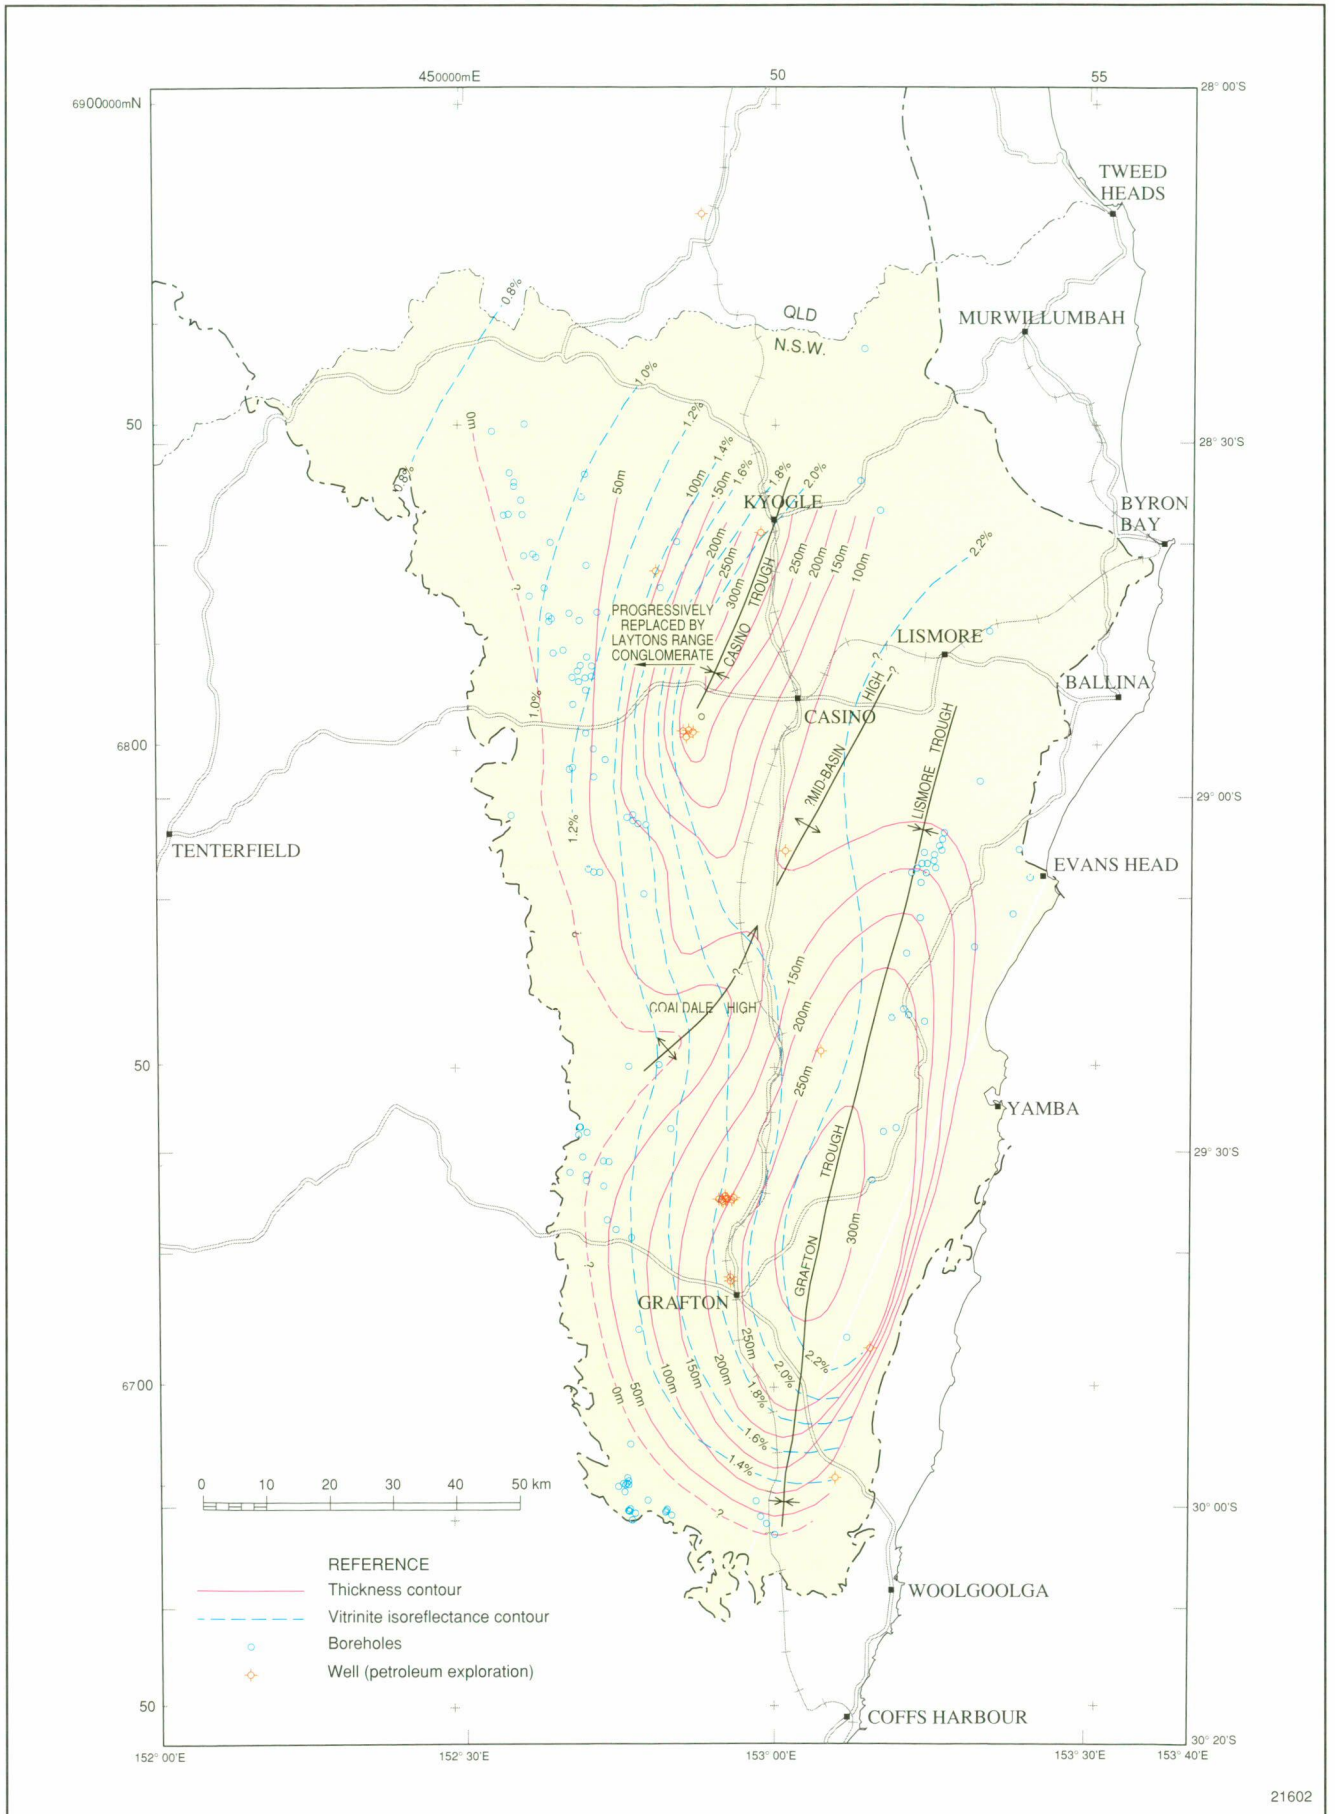 450000mE
50
55
6900000mN
28° 00'S
TWEED
HEADS
0.8%
QLD
MURWILLUMBAH
N.S.W.
1.0%
0m
1.2%
50
28° 30'S
1.4%
0.8%
1.6%
1.8%
2.0%
50m
100m
150m
KYOGLE
BYRON
BAY
200m
250m
300m
250m
200m
150m
100m
2.2%
?
CASINO TROUGH
PROGRESSIVELY
REPLACED BY
LAYTONS RANGE
CONGLOMERATE
LISMORE
?
HIGH –?
BALLINA
1.0%
CASINO
LISMORE TROUGH
6800
?MID-BASIN
29° 00'S
1.2%
TENTERFIELD
EVANS HEAD
?
150m
?
COALDALE HIGH
200m
50
250m
YAMBA
TROUGH
29° 30'S
300m
?
GRAFTON
GRAFTON
250m
2.2%
2.0%
200m
1.8%
150m
100m
50m
0m
6700
1.6%
1.4%
0 10 20 30 40 50 km
?
30° 00'S
REFERENCE
Thickness contour
Vitrinite isoreflectance contour
Boreholes
Well (petroleum exploration)
WOOLGOOLGA
50
COFFS HARBOUR
30° 20'S
152° 00'E
152° 30'E
153° 00'E
153° 30'E
153° 40'E
21602